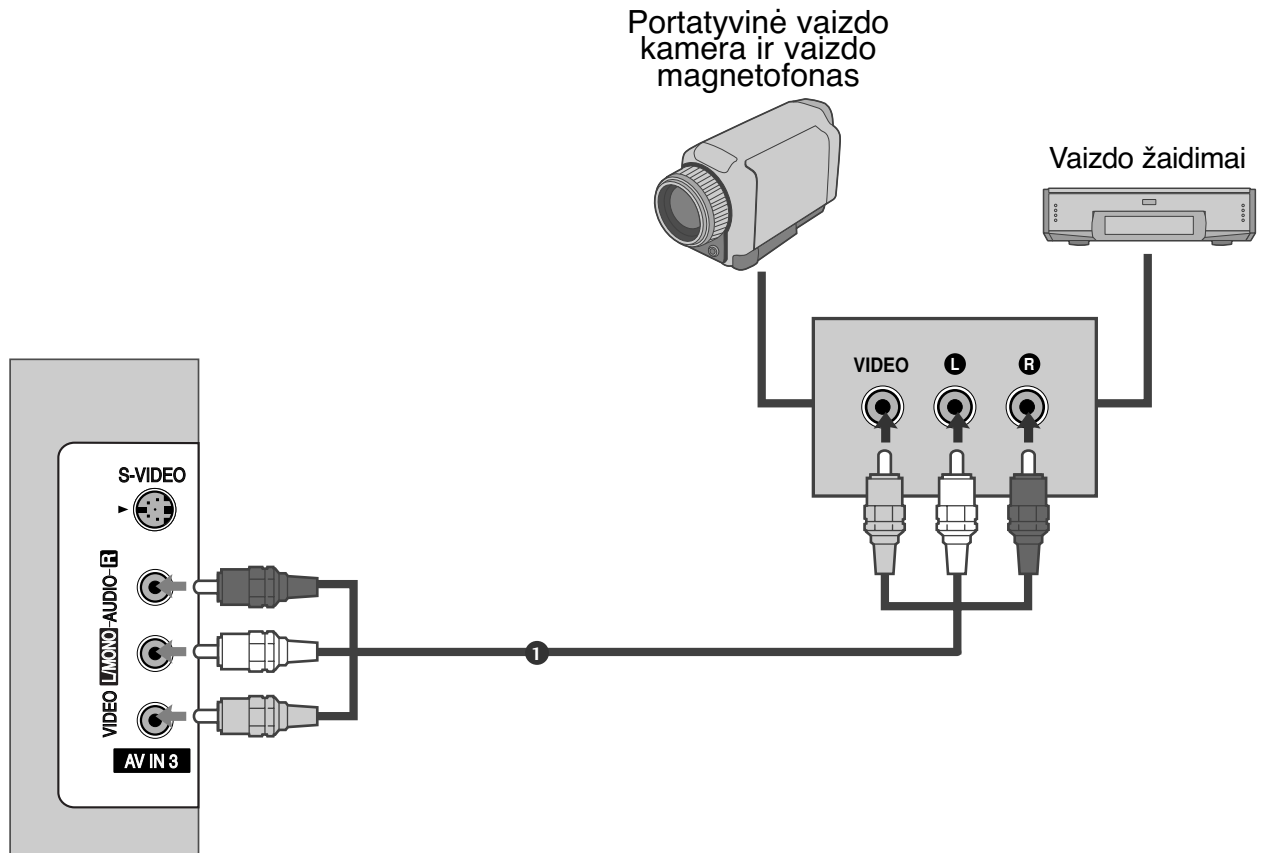 Portatyvinė vaizdo
kamera ir vaizdo
magnetofonas
Vaizdo žaidimai
VIDEO L R
S-VIDEO
VIDEO L/MONO-AUDIO-R
AV IN 3
1